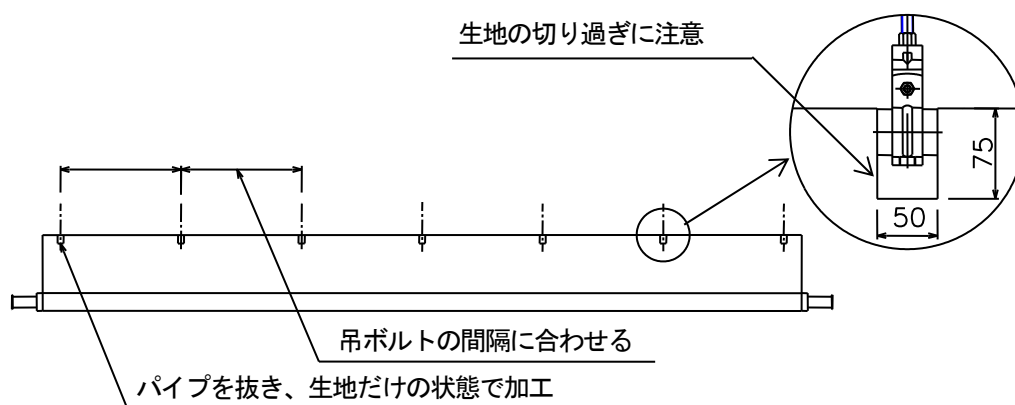 生地の切り過ぎに注意
75
50
吊ボルトの間隔に合わせる
パイプを抜き、生地だけの状態で加工